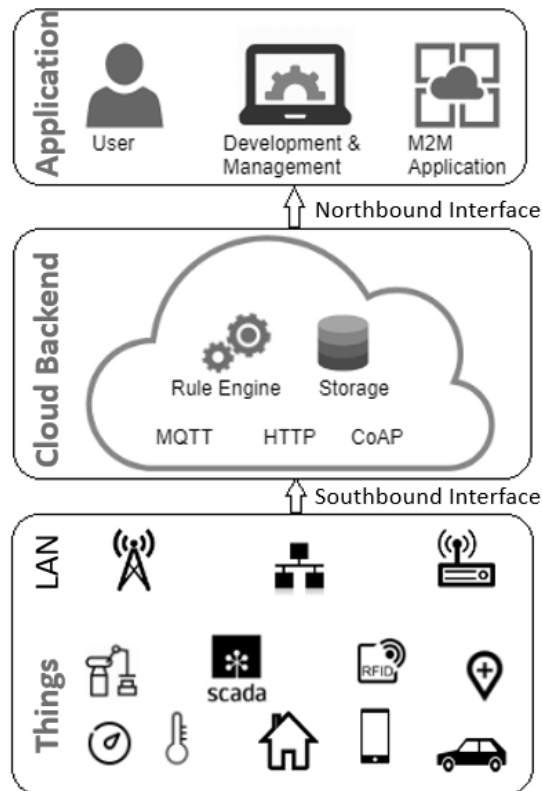 Application
User
Development &
Management
M2M
Application
Northbound Interface
Cloud Backend
Rule Engine
Storage
MQTT
HTTP
CoAP
Southbound Interface
LAN
Things
scada
RFID